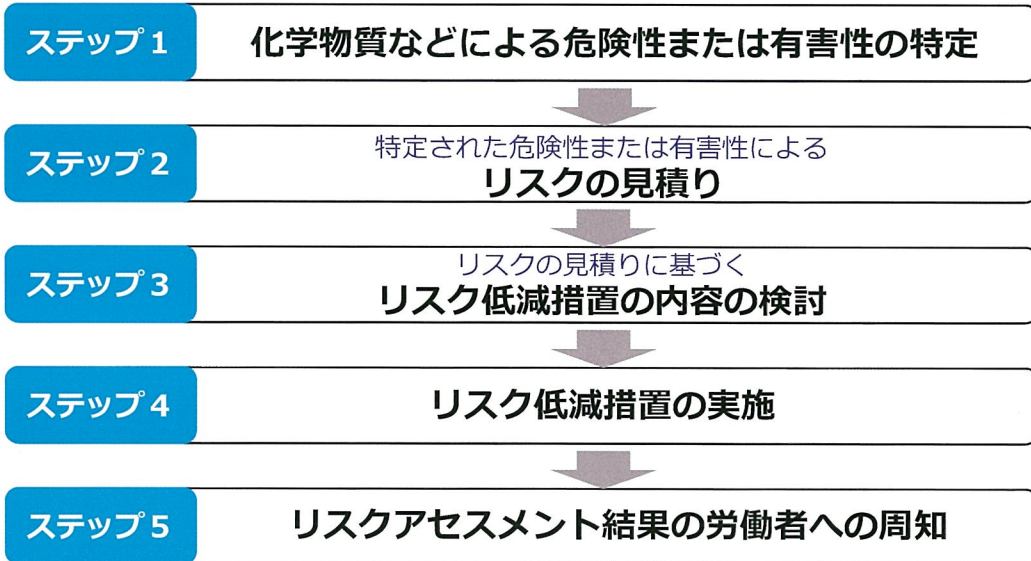 ステップ 1
化学物質などによる危険性または有害性の特定
ステップ 2
特定された危険性または有害性による
リスクの見積り
ステップ 3
リスクの見積りに基づく
リスク低減措置の内容の検討
ステップ 4
リスク低減措置の実施
ステップ 5
リスクアセスメント結果の労働者への周知